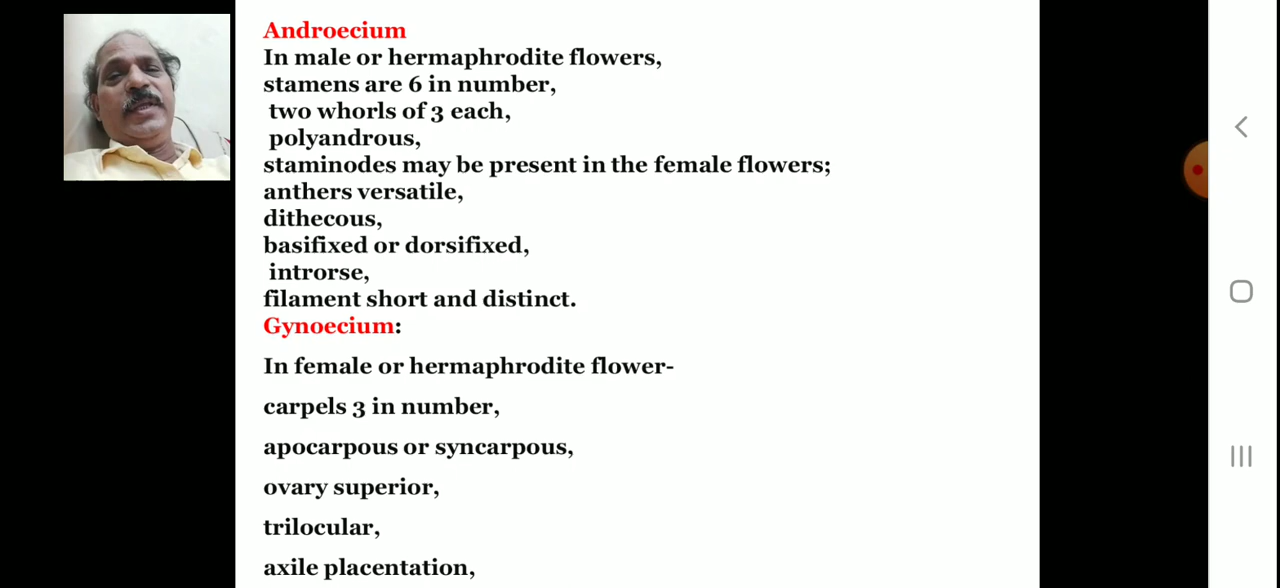 Androecium
In male or hermaphrodite flowers,
stamens are 6 in number,
two whorls of 3 each,
polyandrous,
staminodes may be present in the female flowers;
anthers versatile,
dithecous,
basifixed or dorsifixed,
introrse,
filament short and distinct.
Gynoecium:
In female or hermaphrodite flower-
carpels 3 in number,
apocarpous or syncarpous,
ovary superior,
trilocular,
axile placentation,